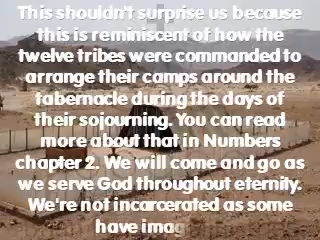 This shouldn't surprise us because
this is reminiscent of how the
twelve tribes were commanded to
arrange their camps around the
tabernacle during the days of
their sojourning. You can read
more about that in Numbers
chapter 2. We will come and go as
we serve God throughout eternity.
We're not incarcerated as some
have